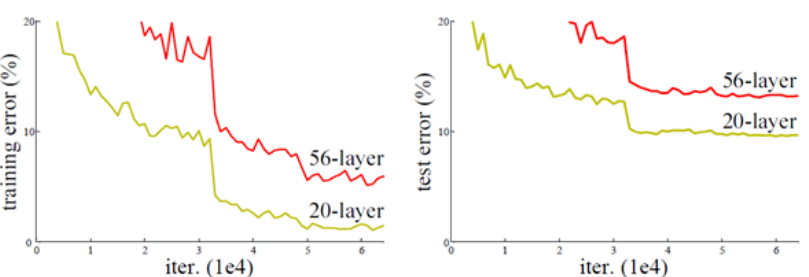 training error (%)
20
10
0
0 1 2 3 4 5 6
iter. (1e4)
56-layer
20-layer
test error (%)
20
10
0
0 1 2 3 4 5 6
iter. (1e4)
56-layer
20-layer